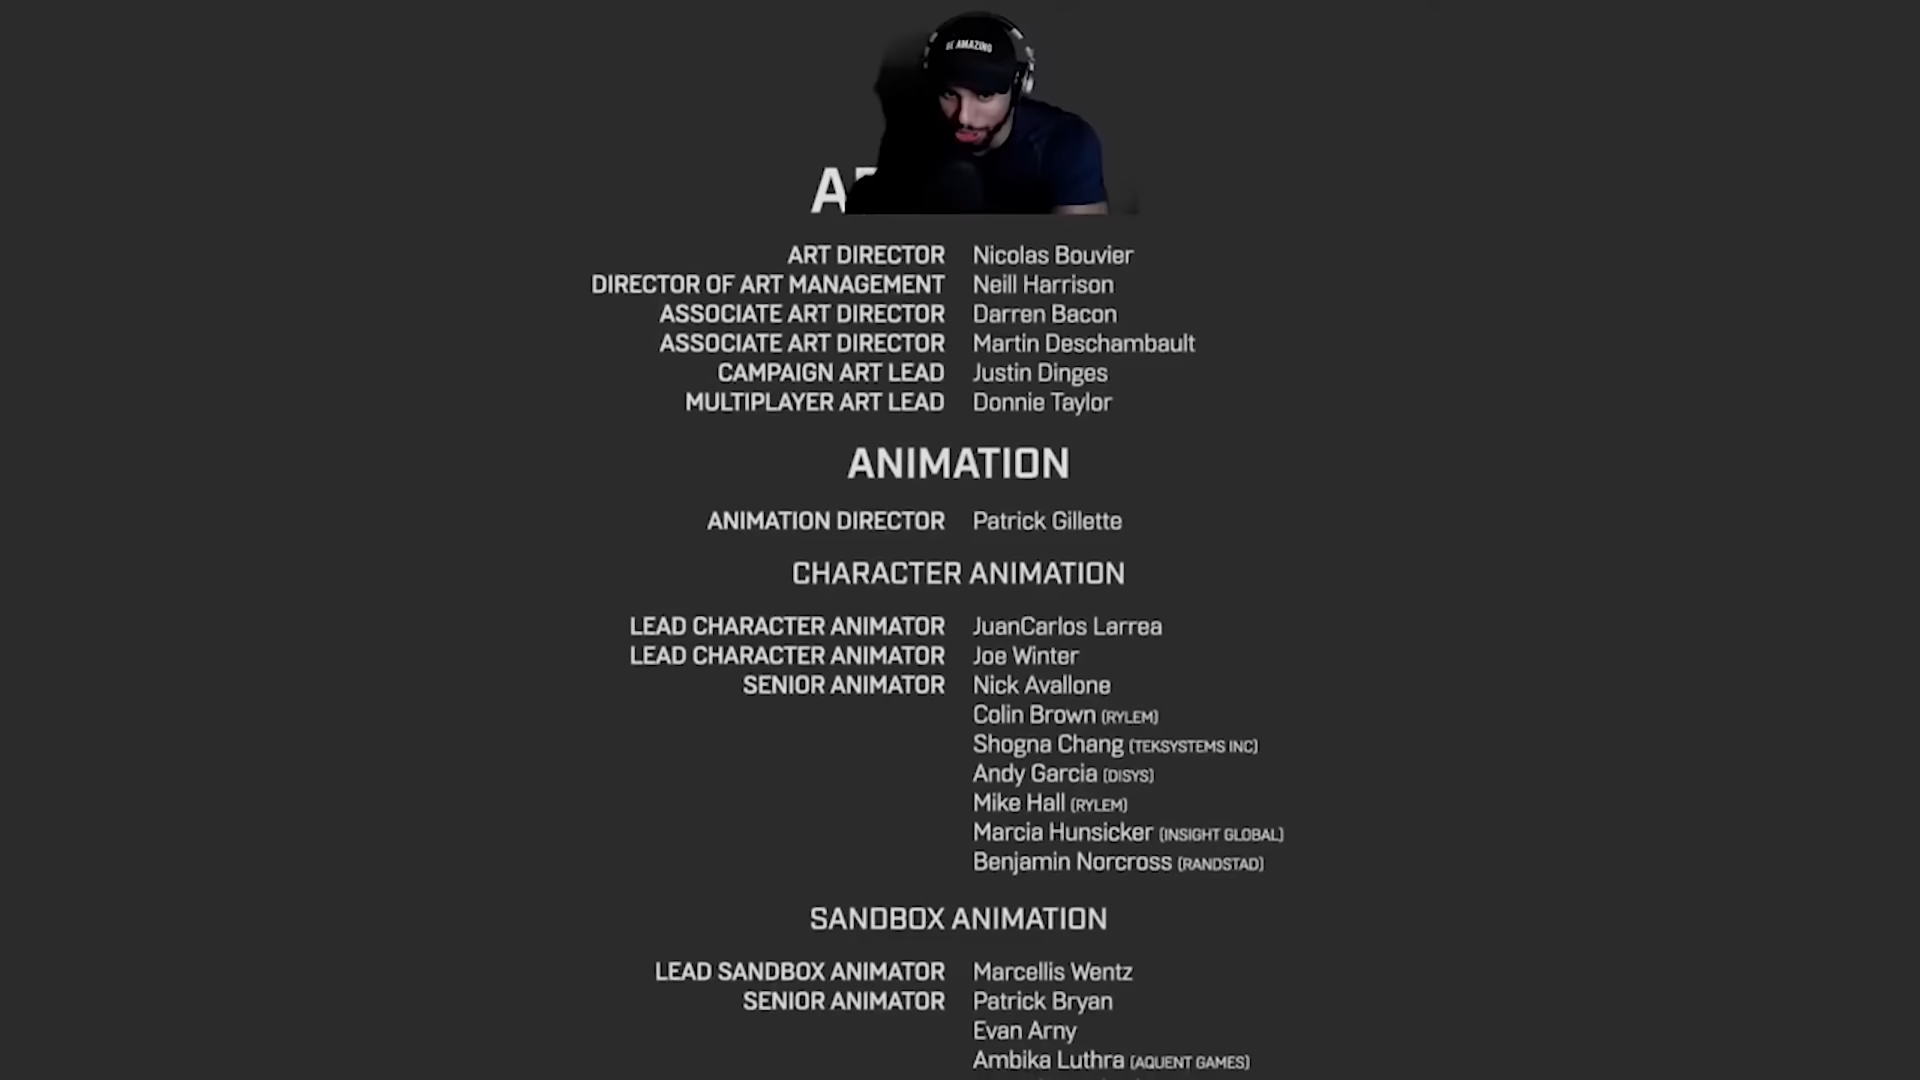 BE AMAZING
ART DIRECTOR Nicolas Bouvier
DIRECTOR OF ART MANAGEMENT Neill Harrison
ASSOCIATE ART DIRECTOR Darren Bacon
ASSOCIATE ART DIRECTOR Martin Deschambault
CAMPAIGN ART LEAD Justin Dinges
MULTIPLAYER ART LEAD Donnie Taylor
ANIMATION
ANIMATION DIRECTOR Patrick Gillette
CHARACTER ANIMATION
LEAD CHARACTER ANIMATOR JuanCarlos Larrea
LEAD CHARACTER ANIMATOR Joe Winter
SENIOR ANIMATOR Nick Avallone
Colin Brown (RYLEM)
Shogna Chang (TEKSYSTEMS INC)
Andy Garcia (DISYS)
Mike Hall (RYLEM)
Marcia Hunsicker (INSIGHT GLOBAL)
Benjamin Norcross (RANDSTAD)
SANDBOX ANIMATION
LEAD SANDBOX ANIMATOR Marcellis Wentz
SENIOR ANIMATOR Patrick Bryan
Evan Arny
Ambika Luthra (AQUENT GAMES)